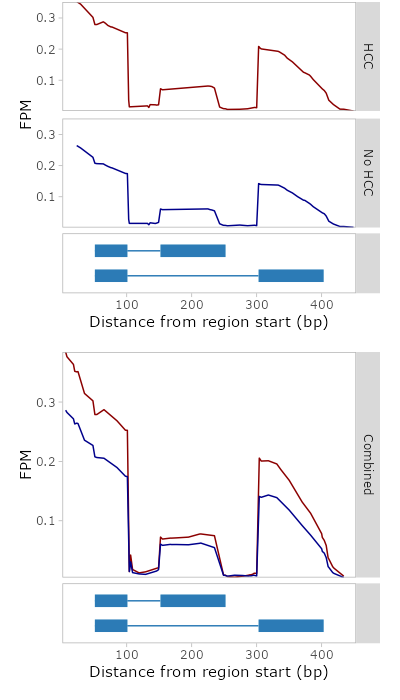 0.3
0.2
0.1
HCC
FPM
0.3
0.2
0.1
No HCC
100 200 300 400
Distance from region start (bp)
0.3
0.2
0.1
FPM
Combined
100 200 300 400
Distance from region start (bp)